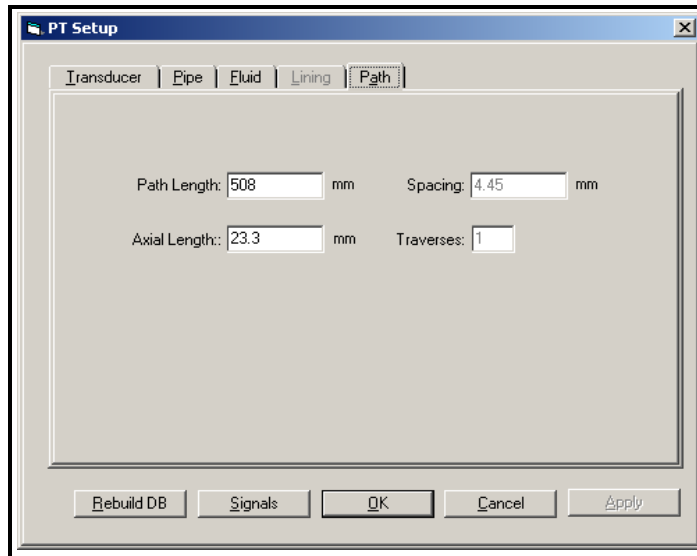 PT Setup
Transducer Pipe Fluid Lining Path
Path Length: 508 mm Spacing: 4.45 mm
Axial Length:: 23.3 mm Traverses: 1
Rebuild DB Signals OK Cancel Apply